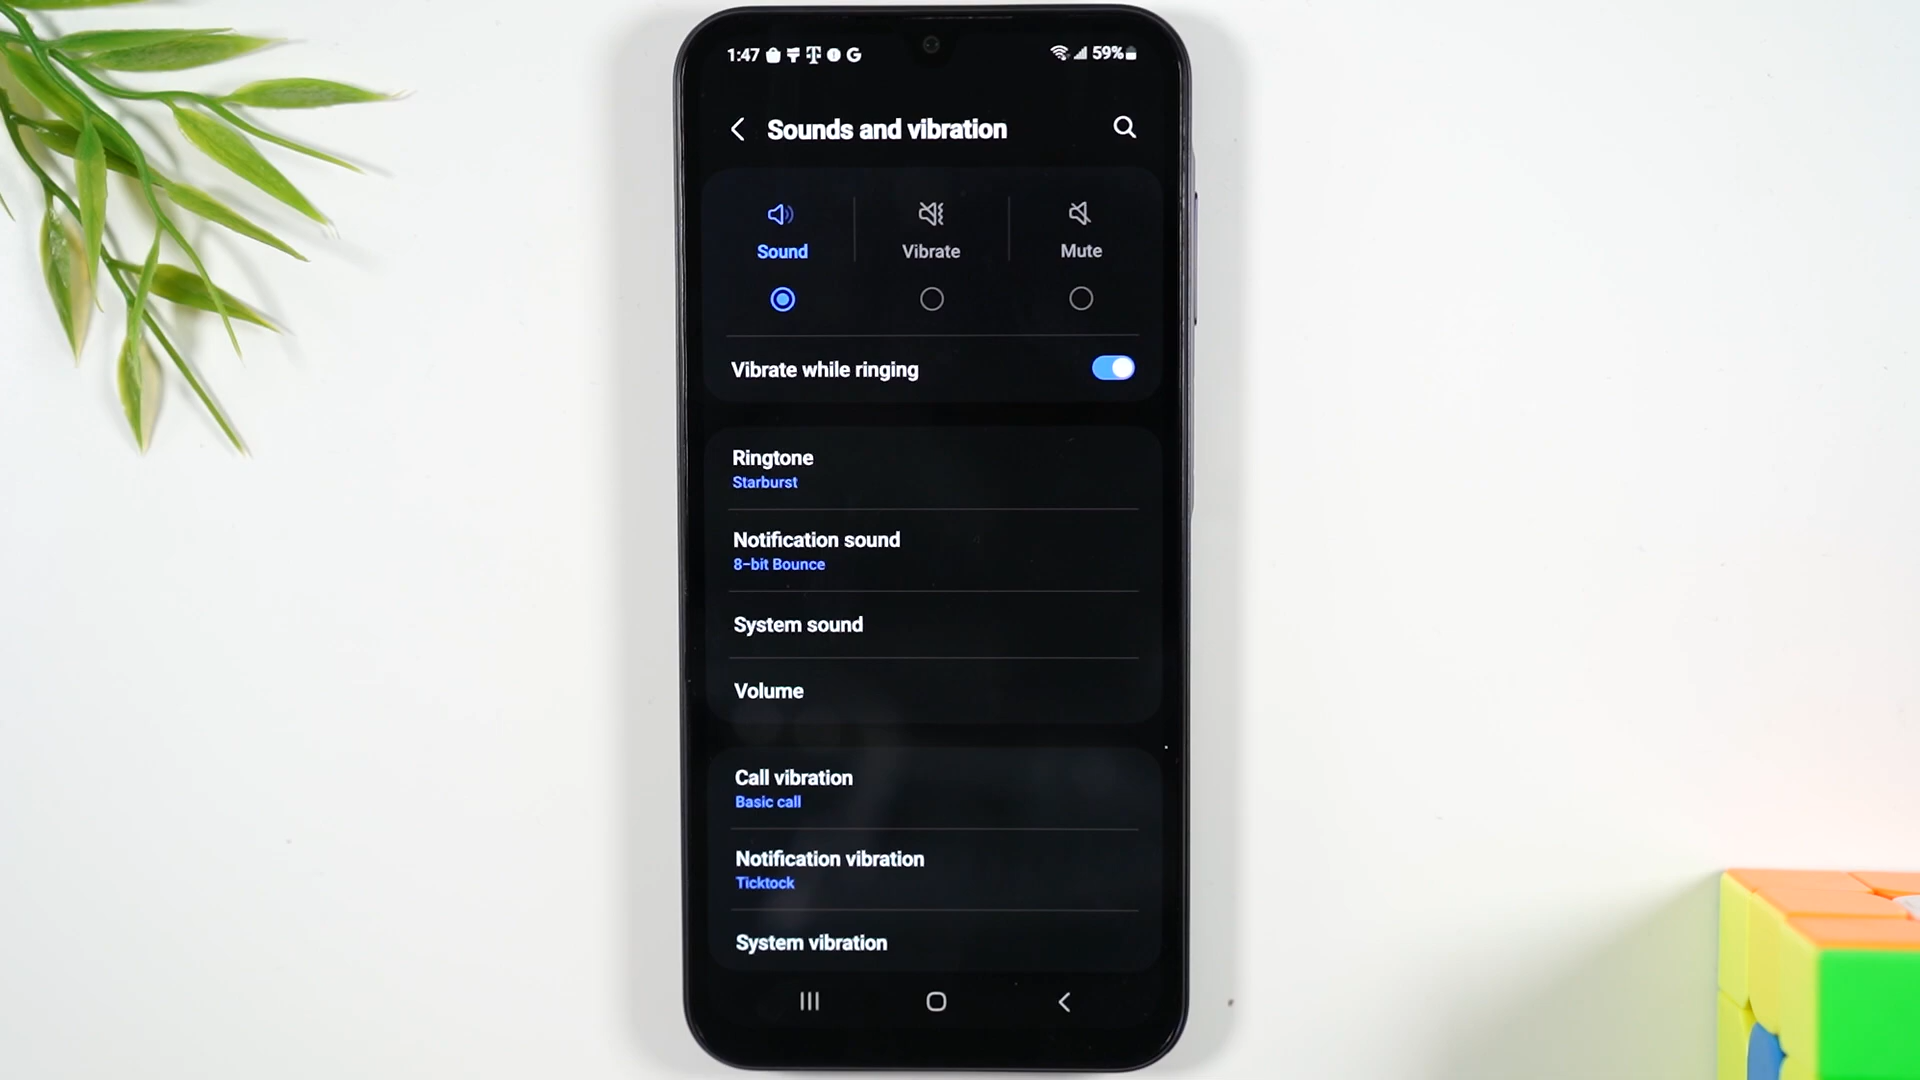 1:47 G 59%
Sounds and vibration
Sound Vibrate Mute
Vibrate while ringing
Ringtone
Starburst
Notification sound
8-bit Bounce
System sound
Volume
Call vibration
Basic call
Notification vibration
Ticktock
System vibration